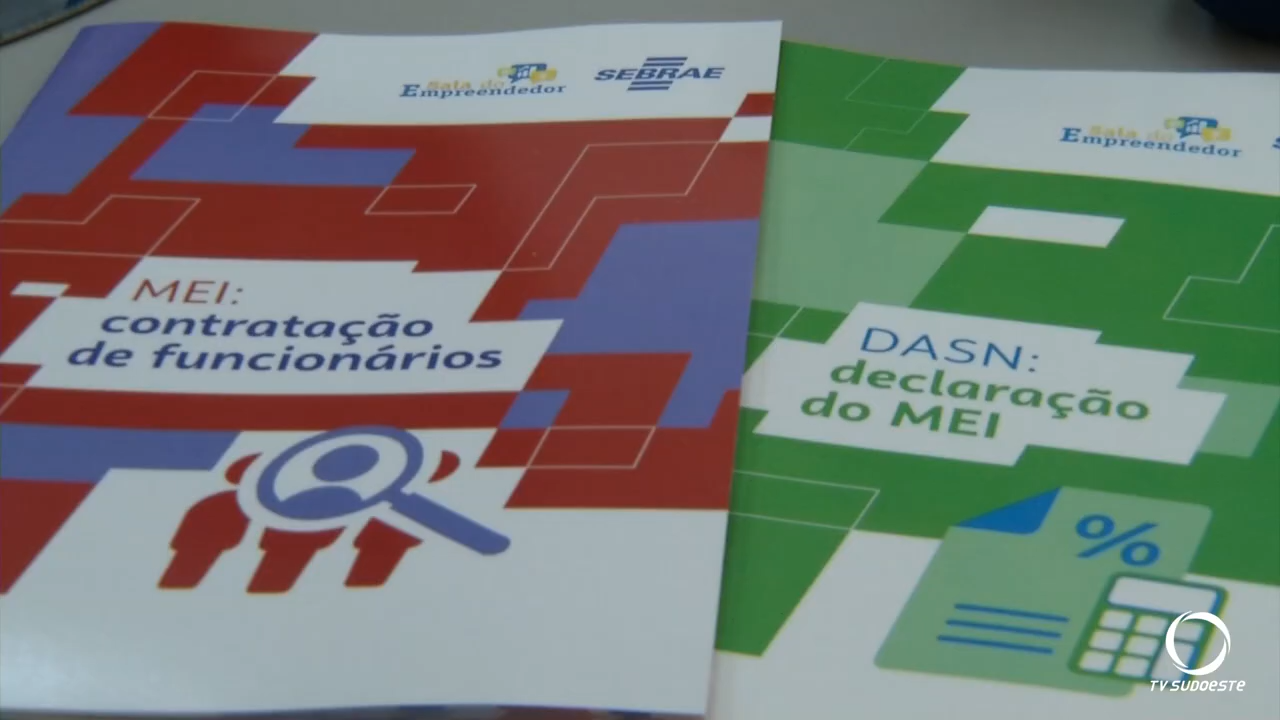 Sala do
Empreendedor
SEBRAE
MEI:
contratação
de funcionários
Sala do
Empreendedor
DASN:
declaração
do MEI
%
TV SUDOESTE